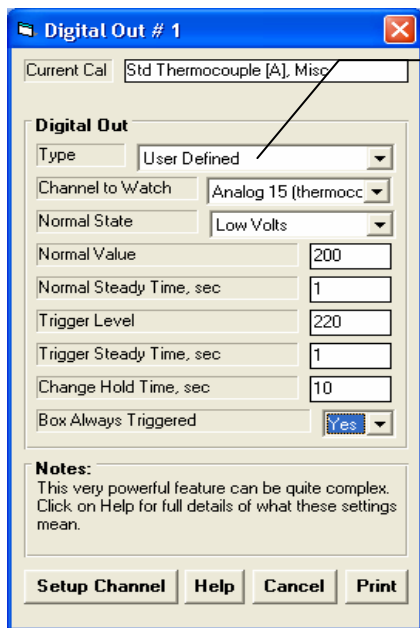 Digital Out # 1
Current Cal Std Thermocouple [A], Misc
Digital Out
Type User Defined
Channel to Watch Analog 15 (thermocc
Normal State Low Volts
Normal Value 200
Normal Steady Time, sec 1
Trigger Level 220
Trigger Steady Time, sec 1
Change Hold Time, sec 10
Box Always Triggered Yes
Notes:
This very powerful feature can be quite complex.
Click on Help for full details of what these settings
mean.
Setup Channel Help Cancel Print